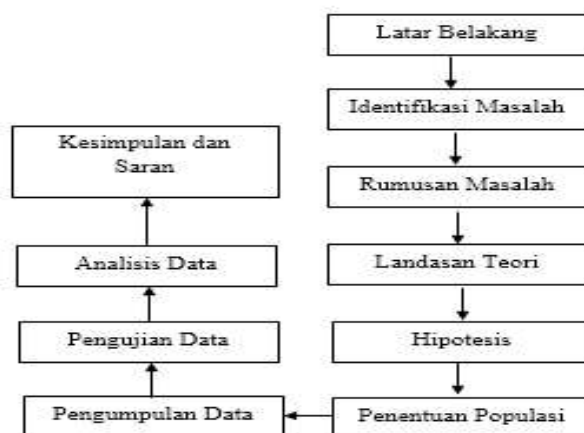 Latar Belakang
Identifikasi Masalah
Rumusan Masalah
Landasan Teori
Hipotesis
Penentuan Populasi
Pengumpulan Data
Pengujian Data
Analisis Data
Kesimpulan dan
Saran